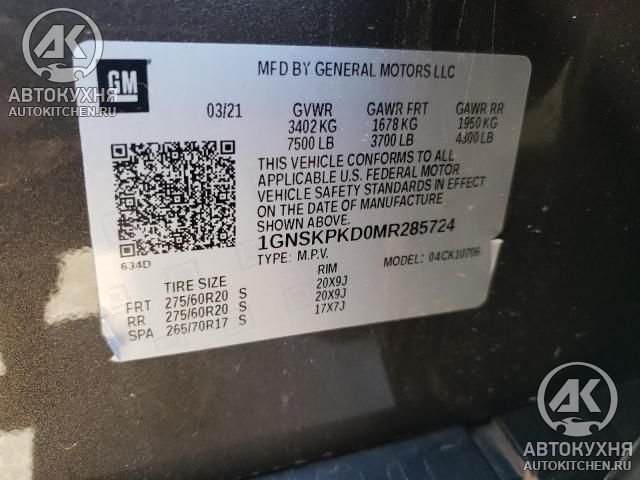 AK
АВТОКУХНЯ
AUTOKITCHEN.RU
GM
MFD BY GENERAL MOTORS LLC
03/21 GVWR GAWR FRT GAWR RR
3402 KG 1678 KG 1950 KG
7500 LB 3700 LB 4300 LB
THIS VEHICLE CONFORMS TO ALL
APPLICABLE U.S. FEDERAL MOTOR
VEHICLE SAFETY STANDARDS IN EFFECT
ON THE DATE OF MANUFACTURE
SHOWN ABOVE.
1GNSKPKD0MR285724
634D
TYPE: M.P.V. MODEL: 04CK10706
TIRE SIZE RIM
FRT 275/60R20 S 20X9J
RR 275/60R20 S 20X9J
SPA 265/70R17 S 17X7J
AK
АВТОКУХНЯ
AUTOKITCHEN.RU